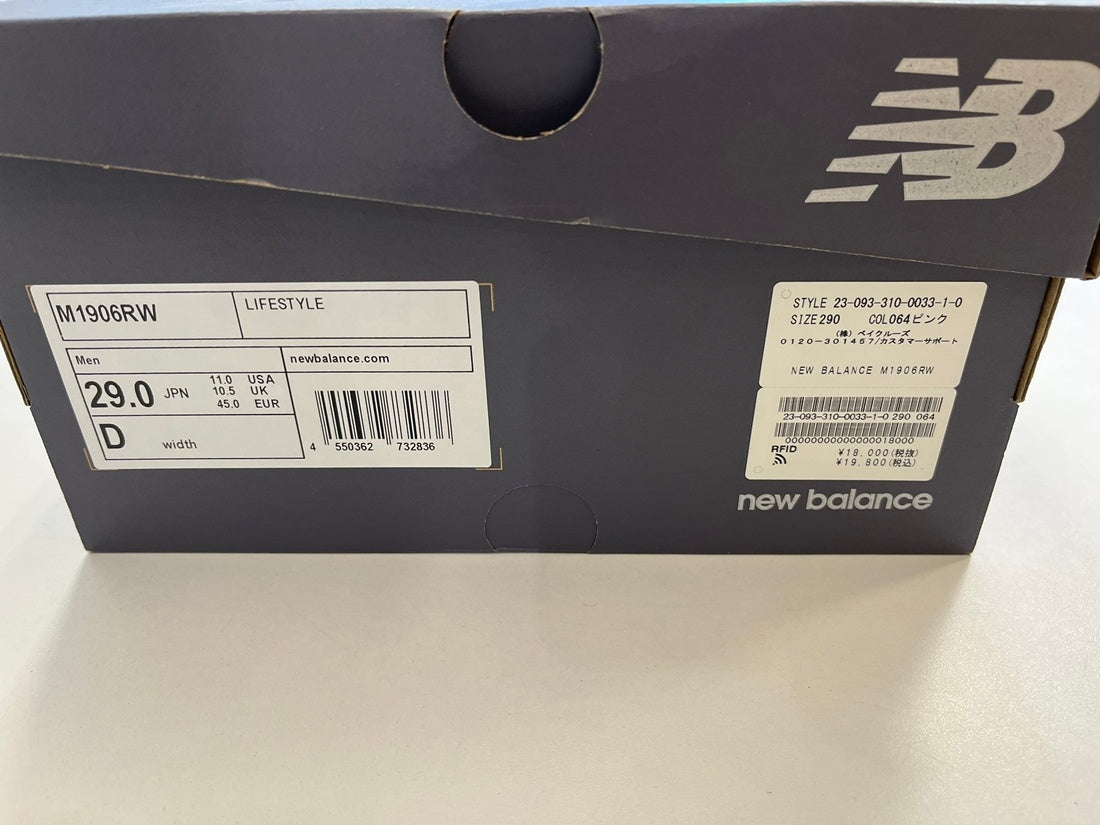 NB
M1906RW
LIFESTYLE
Men
newbalance.com
29.0 JPN
11.0 USA
10.5 UK
45.0 EUR
D width
4 550362 732836
STYLE 23-093-310-0033-1-0
SIZE 290 COL064ピンク
(株) ベイクルーズ
0120-301457/カスタマーサポート
NEW BALANCE M1906RW
23-093-310-0033-1-0 290 064
00000000000000018000
RFID
¥18,000(税抜)
¥19,800(税込)
new balance